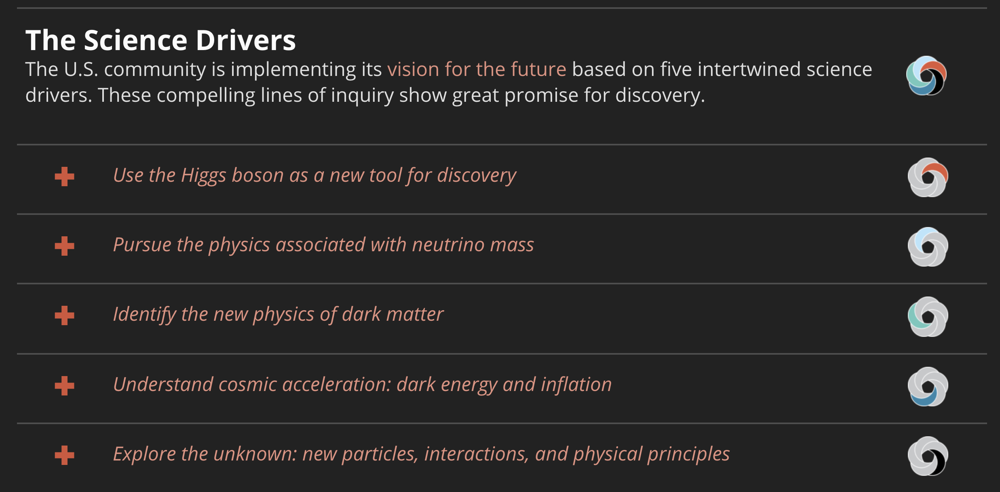 The Science Drivers
The U.S. community is implementing its vision for the future based on five intertwined science
drivers. These compelling lines of inquiry show great promise for discovery.
Use the Higgs boson as a new tool for discovery
Pursue the physics associated with neutrino mass
Identify the new physics of dark matter
Understand cosmic acceleration: dark energy and inflation
Explore the unknown: new particles, interactions, and physical principles